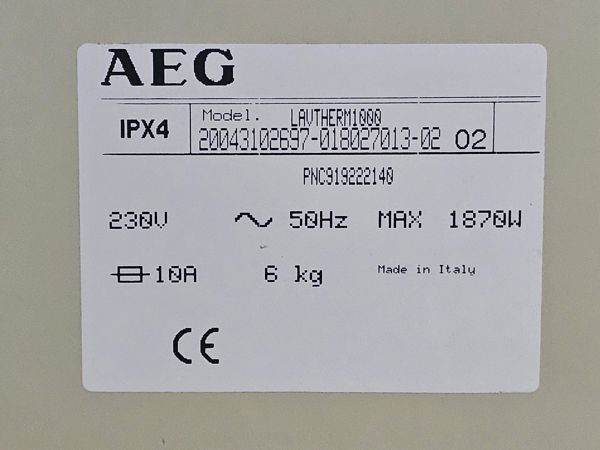 AEG
IPX4
Model. LAVTHERM1000
20043102697-018027013-02 02
PNC919222140
230V ~ 50Hz MAX 1870W
10A 6 kg Made in Italy
CE